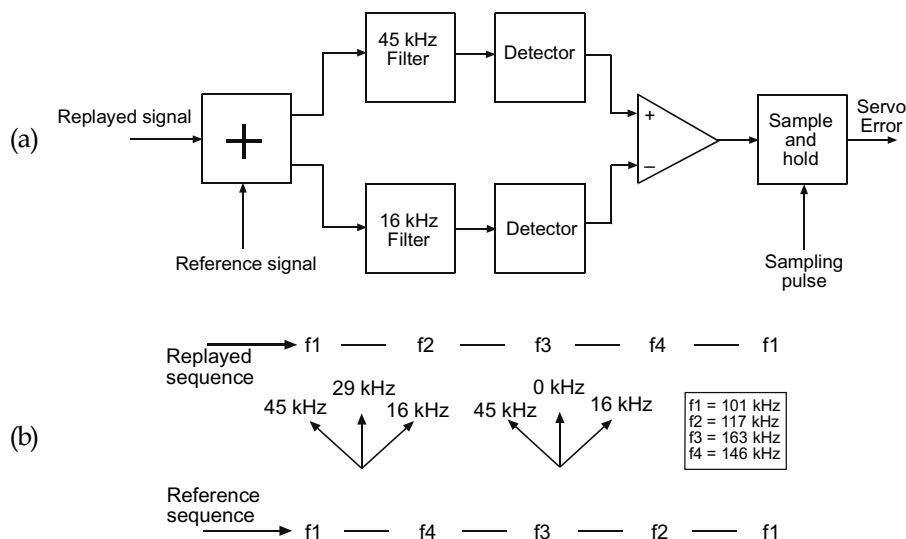 (a)
Replayed signal
+
Reference signal
45 kHz
Filter
Detector
16 kHz
Filter
Detector
+
–
Sample
and
hold
Servo
Error
Sampling
pulse
(b)
Replayed
sequence
f1 f2 f3 f4 f1
45 kHz 29 kHz 16 kHz 45 kHz 0 kHz 16 kHz
f1 = 101 kHz
f2 = 117 kHz
f3 = 163 kHz
f4 = 146 kHz
Reference
sequence
f1 f4 f3 f2 f1